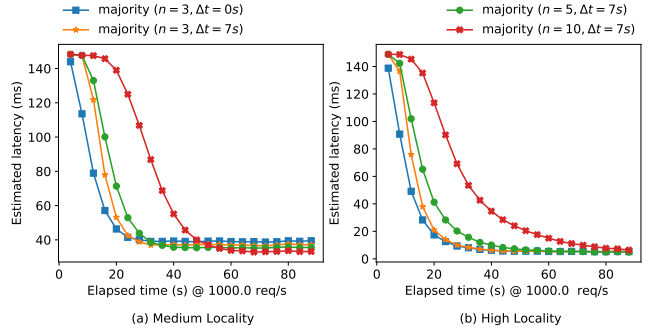 majority (n = 3, Δt = 0s)
majority (n = 3, Δt = 7s)
majority (n = 5, Δt = 7s)
majority (n = 10, Δt = 7s)
Estimated latency (ms)
140
120
100
80
60
40
0 20 40 60 80
Elapsed time (s) @ 1000.0 req/s
(a) Medium Locality
Estimated latency (ms)
140
120
100
80
60
40
20
0
0 20 40 60 80
Elapsed time (s) @ 1000.0 req/s
(b) High Locality